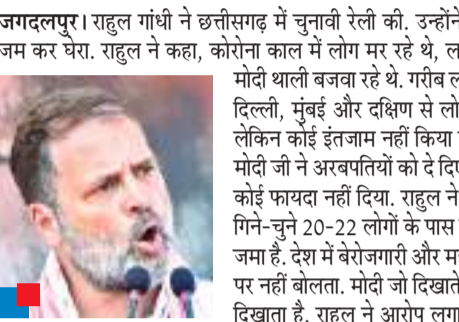 जगदलपुर। राहुल गांधी ने छत्तीसगढ़ में चुनावी रैली की. उन्होंने
जम कर घेरा. राहुल ने कहा, कोरोना काल में लोग मर रहे थे,
मोदी थाली बजवा रहे थे. गरीब
दिल्ली, मुंबई और दक्षिण से
लेकिन कोई इंतजाम नहीं किया
मोदी जी ने अरबपतियों को दे
कोई फायदा नहीं दिया. राहुल ने
गिने-चुने 20-22 लोगों के पास
जमा है. देश में बेरोजगारी और
पर नहीं बोलता. मोदी जो दिखाते
दिखाता है. राहुल ने आरोप